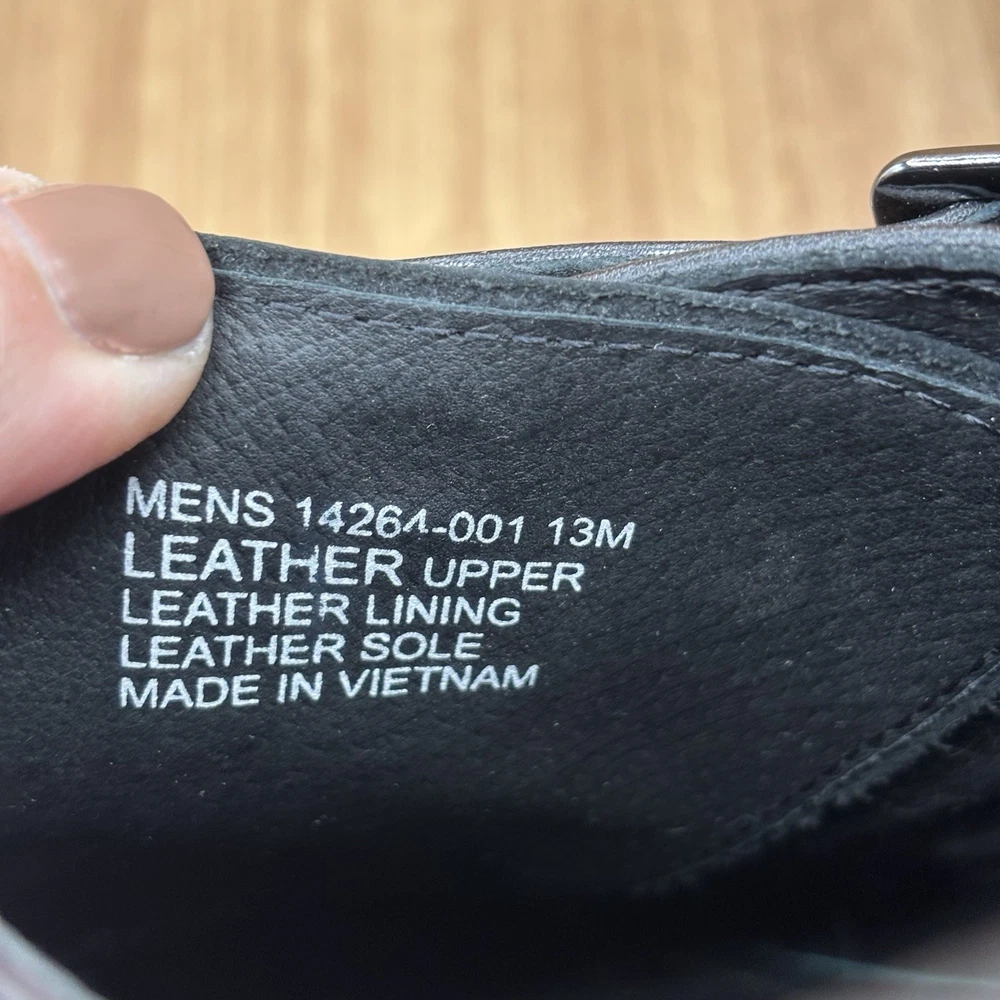 MENS 14264-001 13M
LEATHER UPPER
LEATHER LINING
LEATHER SOLE
MADE IN VIETNAM